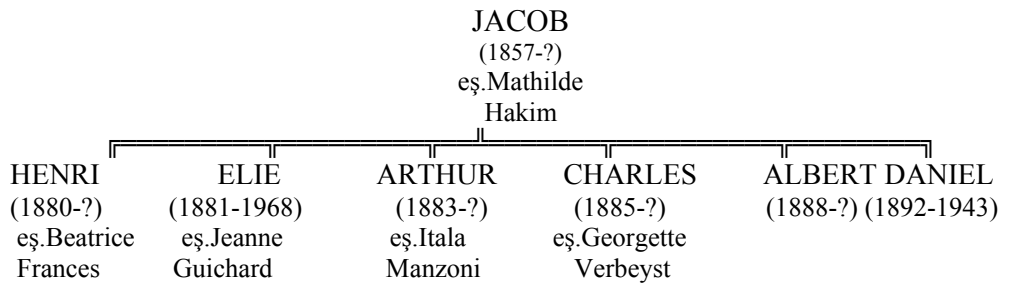 JACOB
(1857-?)
eş.Mathilde
Hakim
HENRI ELIE ARTHUR CHARLES ALBERT DANIEL
(1880-?) (1881-1968) (1883-?) (1885-?) (1888-?) (1892-1943)
eş.Beatrice eş.Jeanne eş.Itala eş.Georgette
Frances Guichard Manzoni Verbeyst